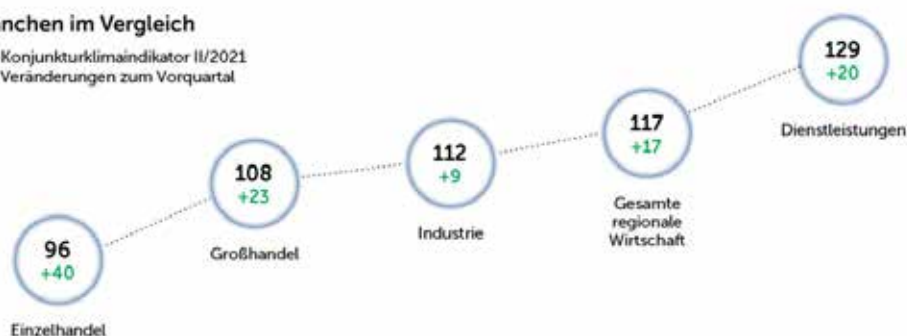 nchen im Vergleich
Konjunkturklimaindikator II/2021
Veränderungen zum Vorquartal
96
+40
Einzelhandel
108
+23
Großhandel
112
+9
Industrie
117
+17
Gesamte
regionale
Wirtschaft
129
+20
Dienstleistungen